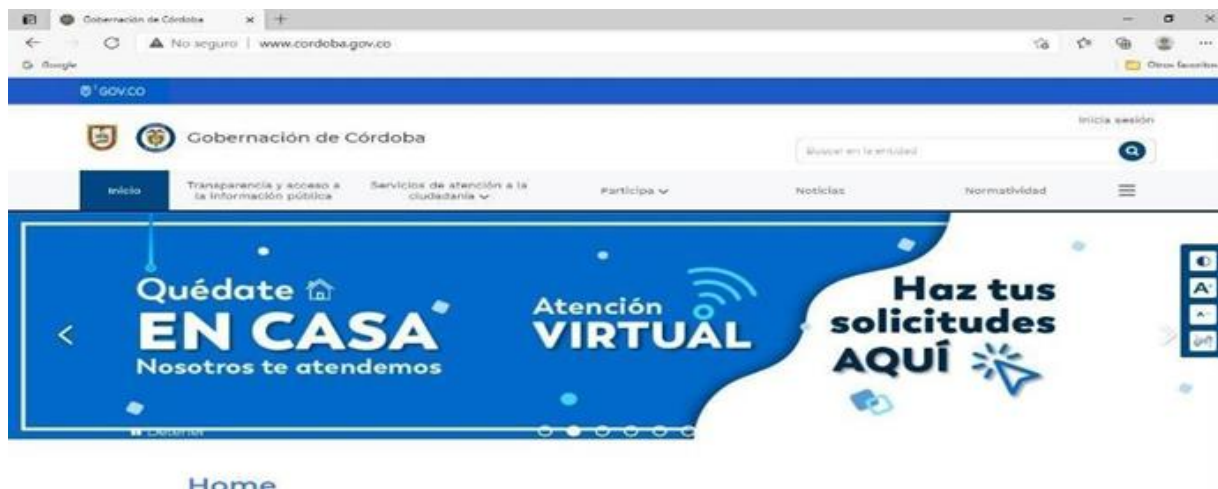 Gobernación de Córdoba
No seguro | www.cordoba.gov.co
Google
Otros favoritos
GOV.CO
Inicia sesión
Gobernación de Córdoba
Buscar en la entidad
Inicio
Transparencia y acceso a
la información pública
Servicios de atención a la
ciudadanía
Participa
Noticias
Normatividad
Quédate
EN CASA
Nosotros te atendemos
Atención
VIRTUAL
Haz tus
solicitudes
AQUÍ
A+
A-
Detener
Home